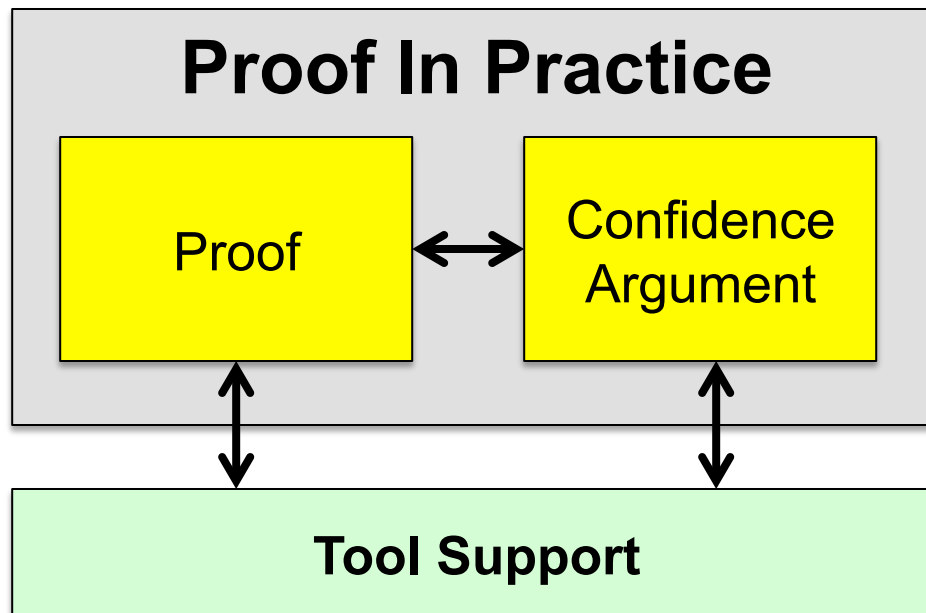 Proof In Practice
Proof
Confidence
Argument
Tool Support